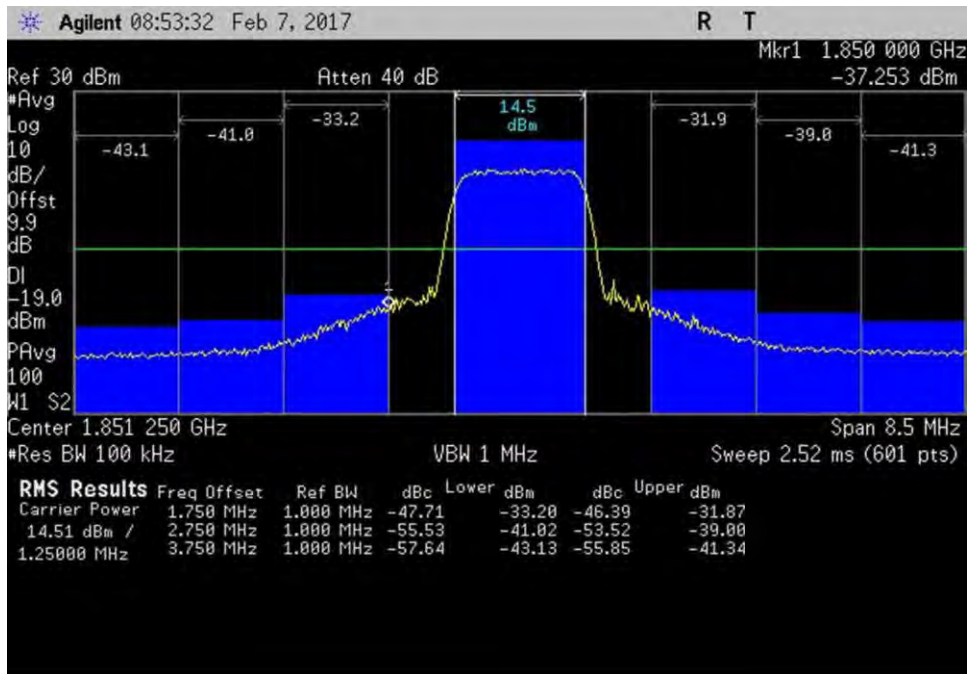 Agilent 08:53:32 Feb 7, 2017 R T
Mkr1 1.850 000 GHz
Ref 30 dBm Atten 40 dB -37.253 dBm
#Avg
Log
10
dB/
Offst
9.9
dB
DI
-19.0
dBm
PAvg
100
W1 S2
-43.1 -41.0 -33.2 14.5 dBm -31.9 -39.0 -41.3
1
Center 1.851 250 GHz Span 8.5 MHz
#Res BW 100 kHz VBW 1 MHz Sweep 2.52 ms (601 pts)
RMS Results Freq Offset Ref BW dBc Lower dBm dBc Upper dBm
Carrier Power 1.750 MHz 1.000 MHz -47.71 -33.20 -46.39 -31.87
14.51 dBm / 2.750 MHz 1.000 MHz -55.53 -41.02 -53.52 -39.00
1.25000 MHz 3.750 MHz 1.000 MHz -57.64 -43.13 -55.85 -41.34